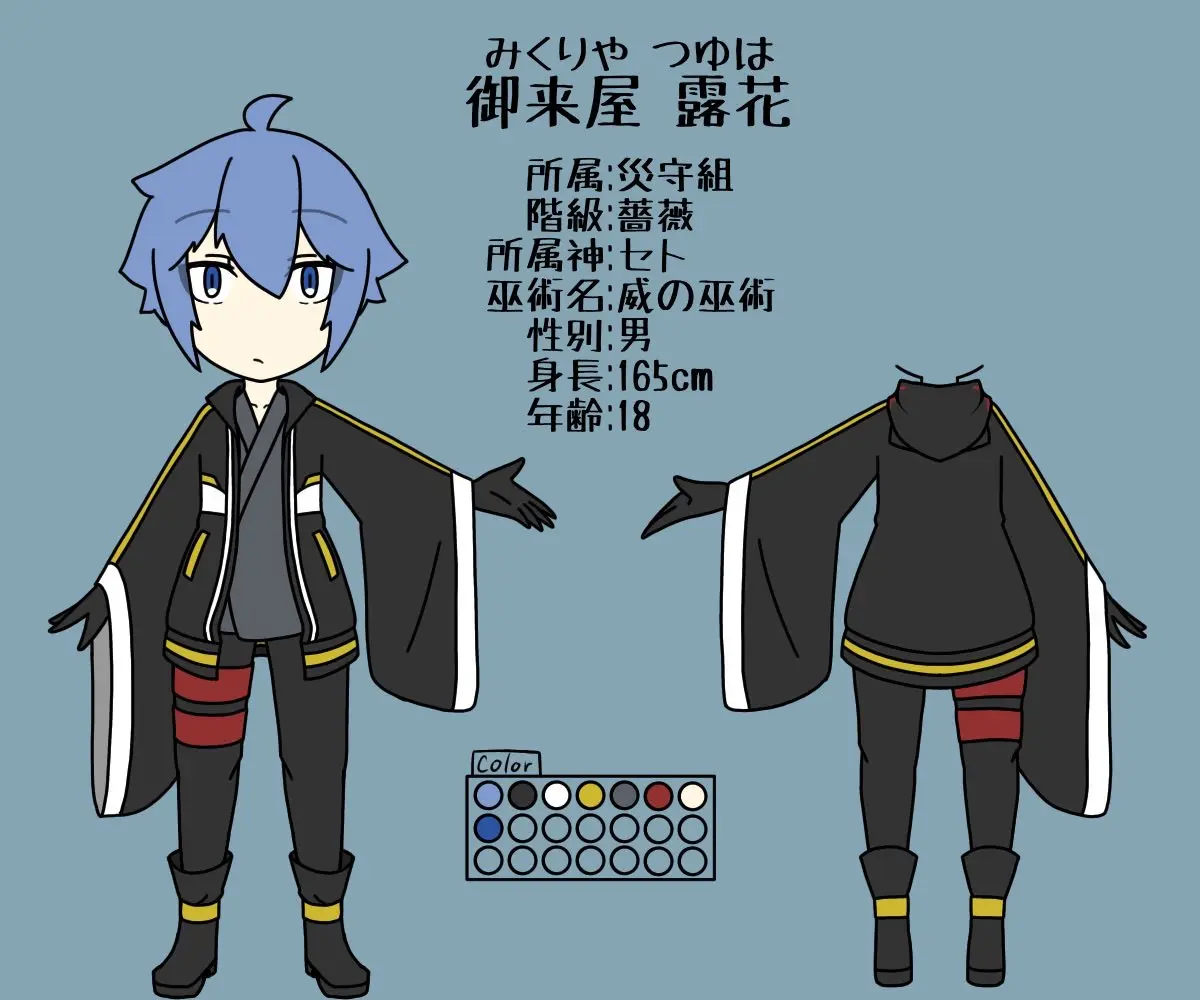 みくりや つゆは
御来屋 露花
所属:災守組
階級:薔薇
所属神:セト
巫術名:威の巫術
性別:男
身長:165cm
年齢:18
Color